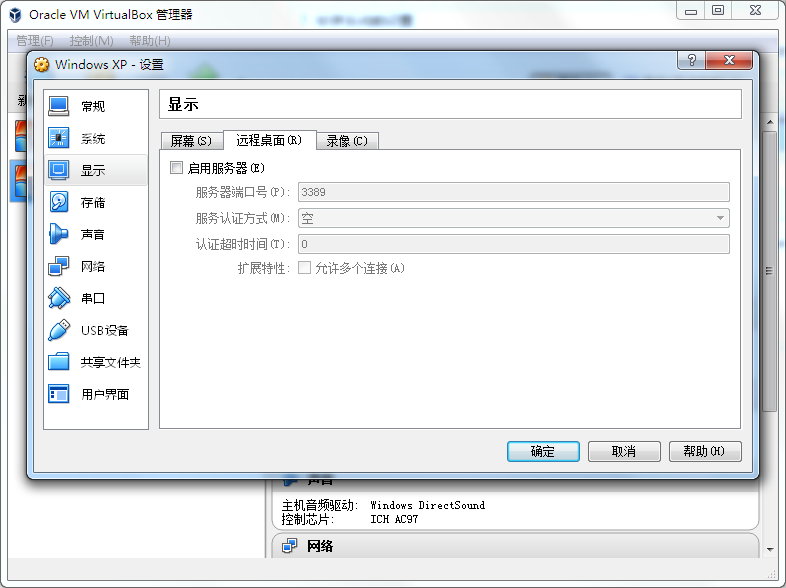 Oracle VM VirtualBox 管理器
管理(F) 控制(M) 帮助(H)
Windows XP - 设置
常规
系统
显示
存储
声音
网络
串口
USB设备
共享文件夹
用户界面
显示
屏幕(S) 远程桌面(R) 录像(C)
启用服务器(E)
服务器端口号(P): 3389
服务认证方式(M): 空
认证超时时间(T): 0
扩展特性: 允许多个连接(A)
确定 取消 帮助(H)
声音
主机音频驱动: Windows DirectSound
控制芯片: ICH AC97
网络